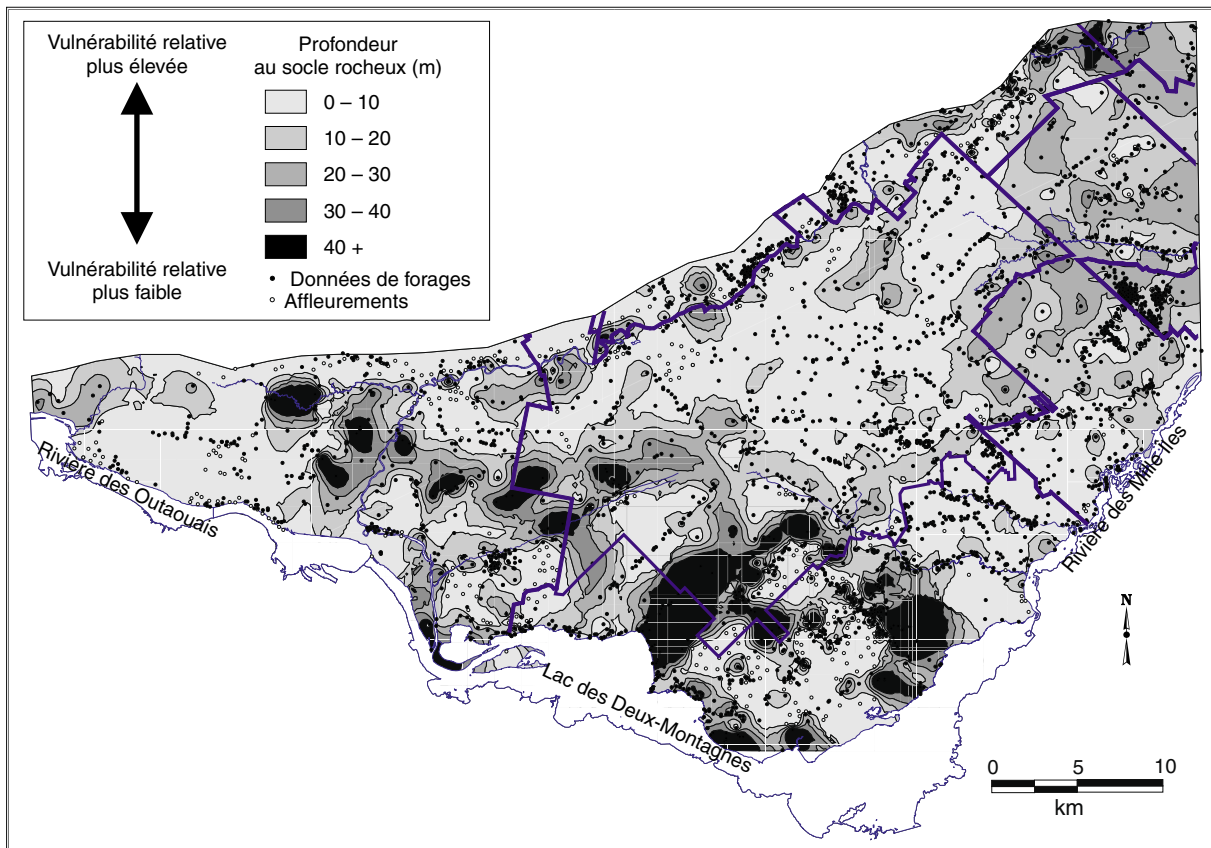 Vulnérabilité relative
plus élevée
Vulnérabilité relative
plus faible
Profondeur
au socle rocheux (m)
0 – 10
10 – 20
20 – 30
30 – 40
40 +
Données de forages
Affleurements
Rivière des Outaouais
Lac des Deux-Montagnes
Rivière des Mille-Îles
N
0 5 10
km